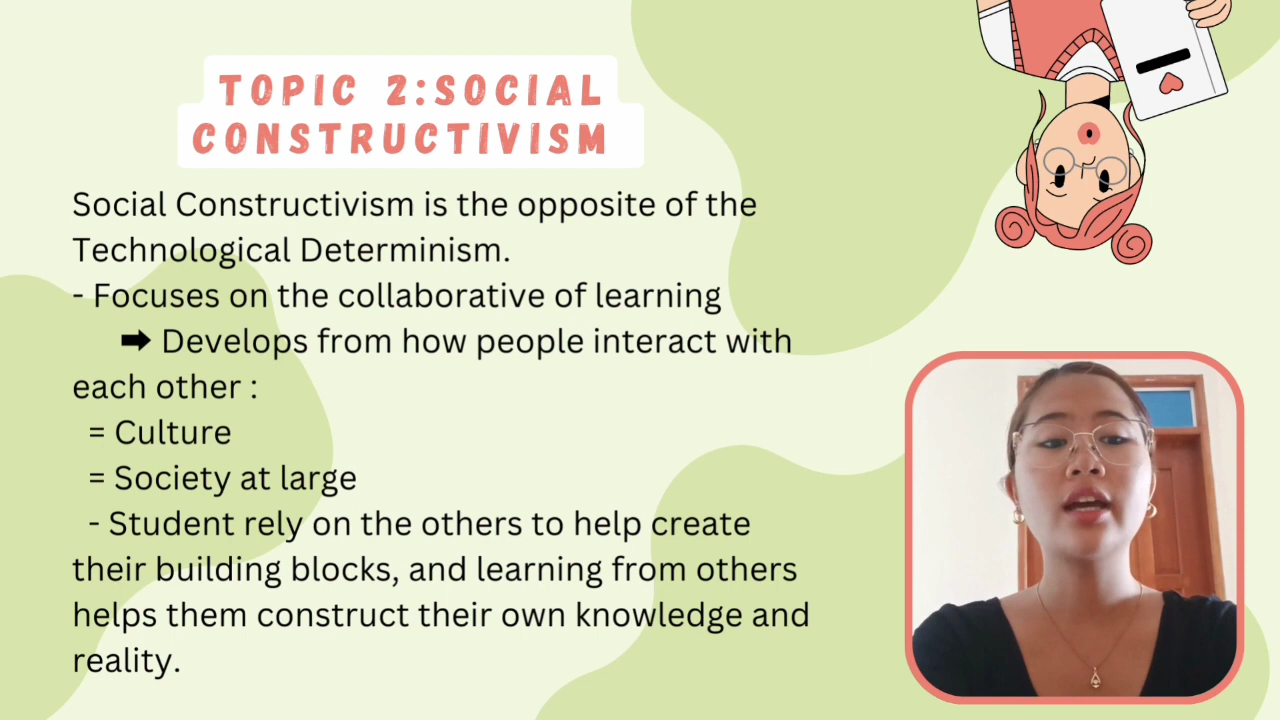 TOPIC 2:SOCIAL
CONSTRUCTIVISM
Social Constructivism is the opposite of the
Technological Determinism.
- Focuses on the collaborative of learning
➡ Develops from how people interact with
each other :
= Culture
= Society at large
- Student rely on the others to help create
their building blocks, and learning from others
helps them construct their own knowledge and
reality.